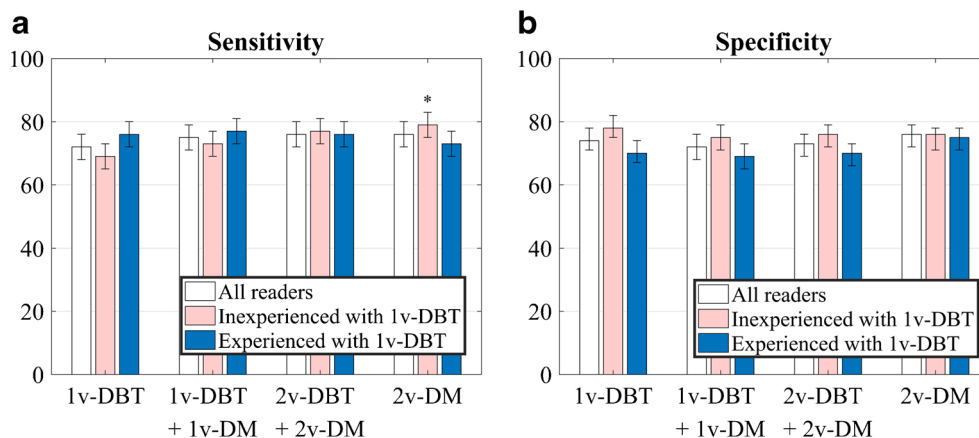 a
Sensitivity
100
80
60
40
20
0
*
All readers
Inexperienced with 1v-DBT
Experienced with 1v-DBT
1v-DBT 1v-DBT 2v-DBT 2v-DM
+ 1v-DM + 2v-DM
b
Specificity
100
80
60
40
20
0
All readers
Inexperienced with 1v-DBT
Experienced with 1v-DBT
1v-DBT 1v-DBT 2v-DBT 2v-DM
+ 1v-DM + 2v-DM